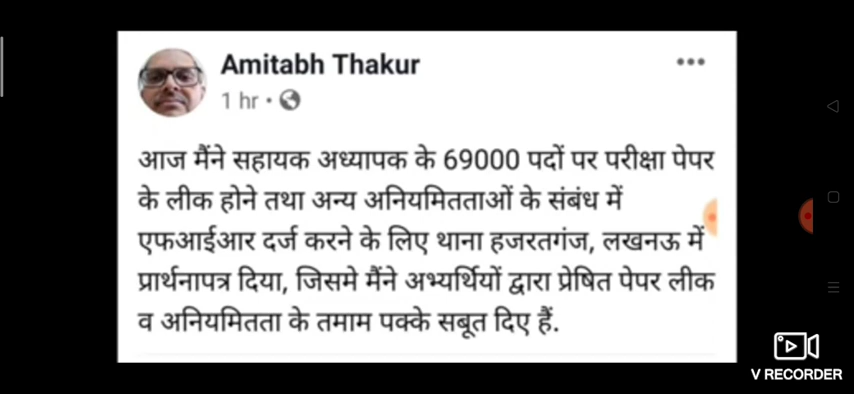 Amitabh Thakur
1 hr
आज मैंने सहायक अध्यापक के 69000 पदों पर परीक्षा पेपर
के लीक होने तथा अन्य अनियमितताओं के संबंध में
एफआईआर दर्ज करने के लिए थाना हजरतगंज, लखनऊ में
प्रार्थनापत्र दिया, जिसमे मैंने अभ्यर्थियों द्वारा प्रेषित पेपर लीक
व अनियमितता के तमाम पक्के सबूत दिए हैं.
V RECORDER